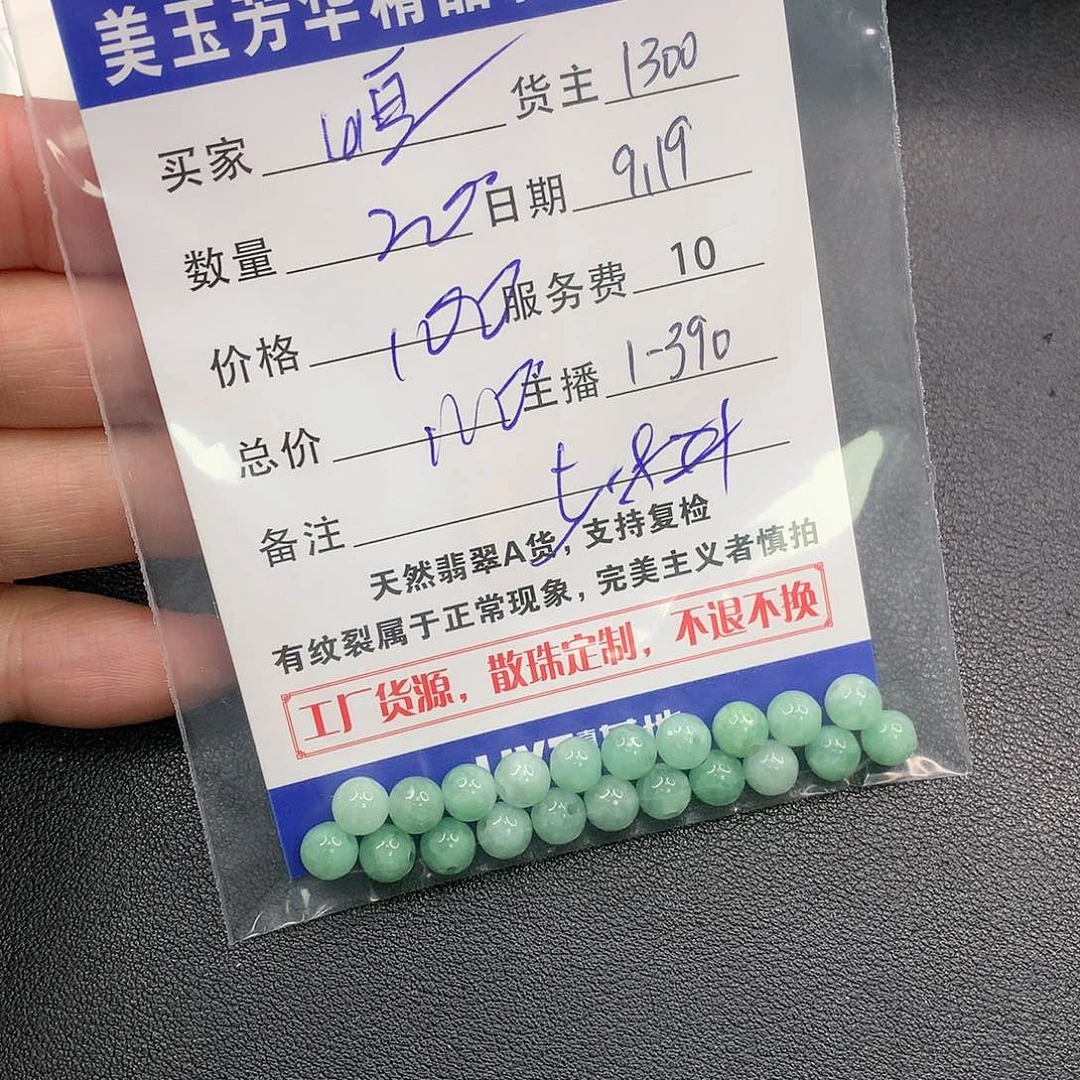 美玉芳华精品
买家 货主 1300
数量 20 日期 9.19
价格 100 服务费 10
总价 主播 1-390
备注
天然翡翠A货，支持复检
有纹裂属于正常现象，完美主义者慎拍
工厂货源，散珠定制，不退不换